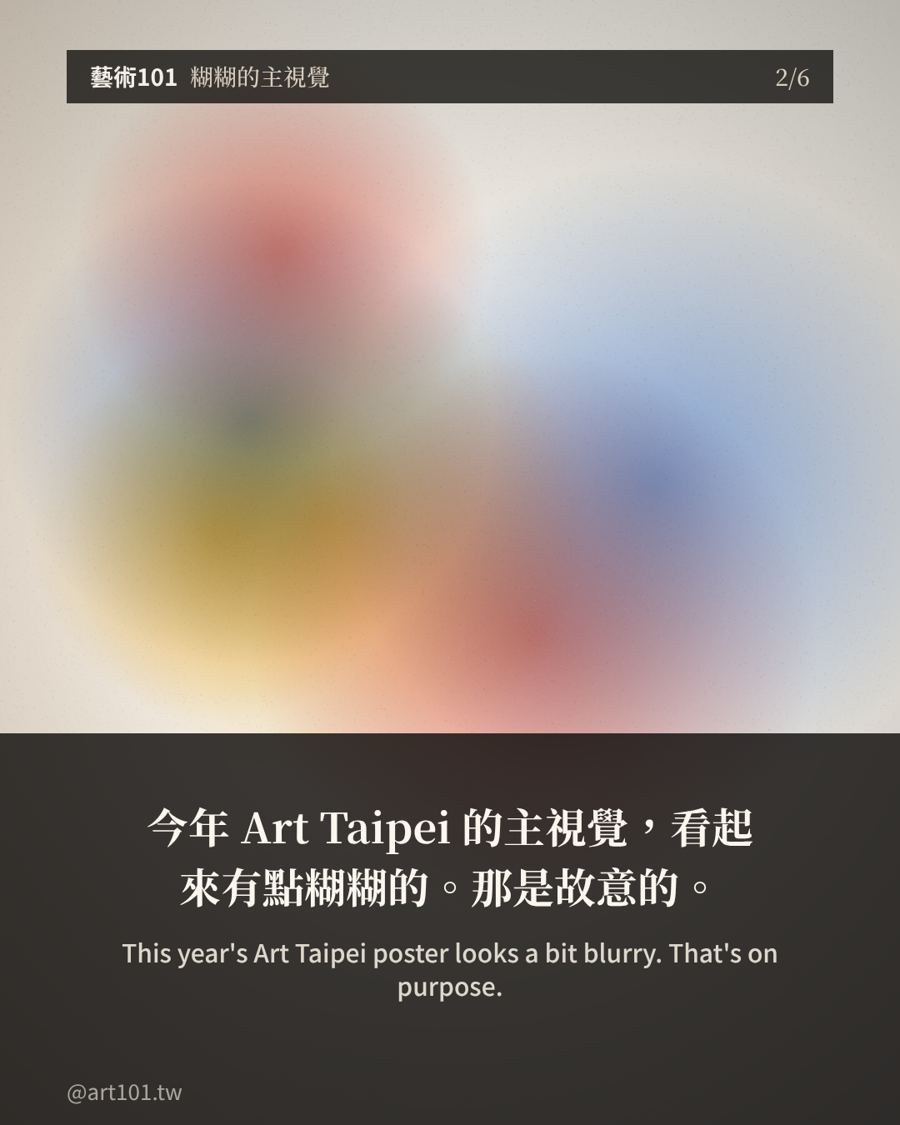 藝術101 糊糊的主視覺 2/6
今年 Art Taipei 的主視覺，看起
來有點糊糊的。那是故意的。
This year's Art Taipei poster looks a bit blurry. That's on
purpose.
@art101.tw